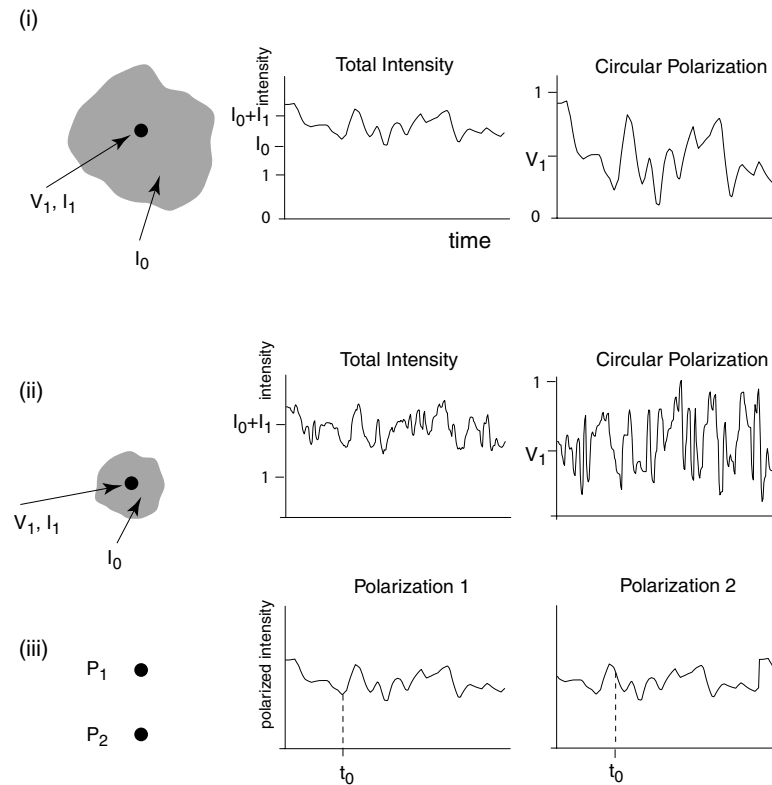 (i)
Total Intensity
Circular Polarization
intensity
I₀+I₁
I₀
1
0
time
1
V₁
0
V₁, I₁
I₀
(ii)
Total Intensity
Circular Polarization
intensity
I₀+I₁
1
1
V₁
V₁, I₁
I₀
(iii)
Polarization 1
Polarization 2
polarized intensity
P₁
P₂
t₀
t₀